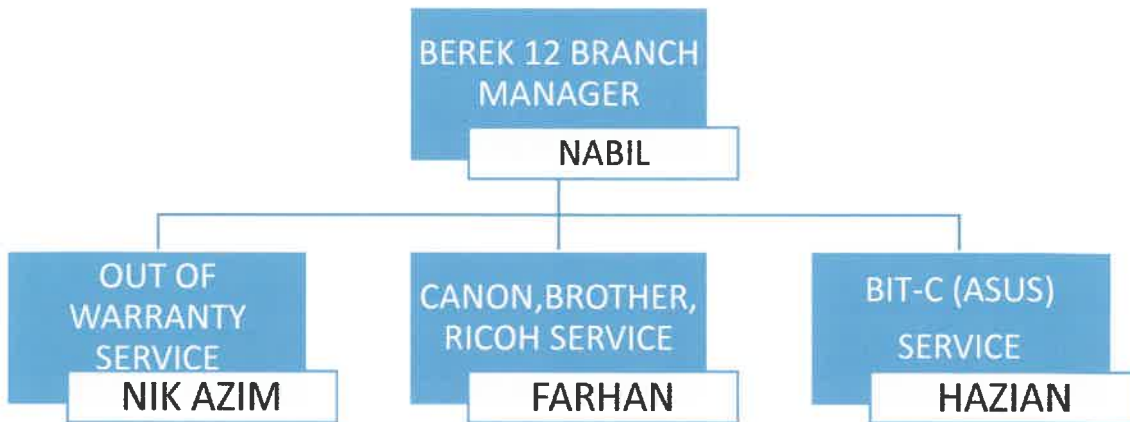 BEREK 12 BRANCH
MANAGER
NABIL
OUT OF
WARRANTY
SERVICE
NIK AZIM
CANON,BROTHER,
RICOH SERVICE
FARHAN
BIT-C (ASUS)
SERVICE
HAZIAN